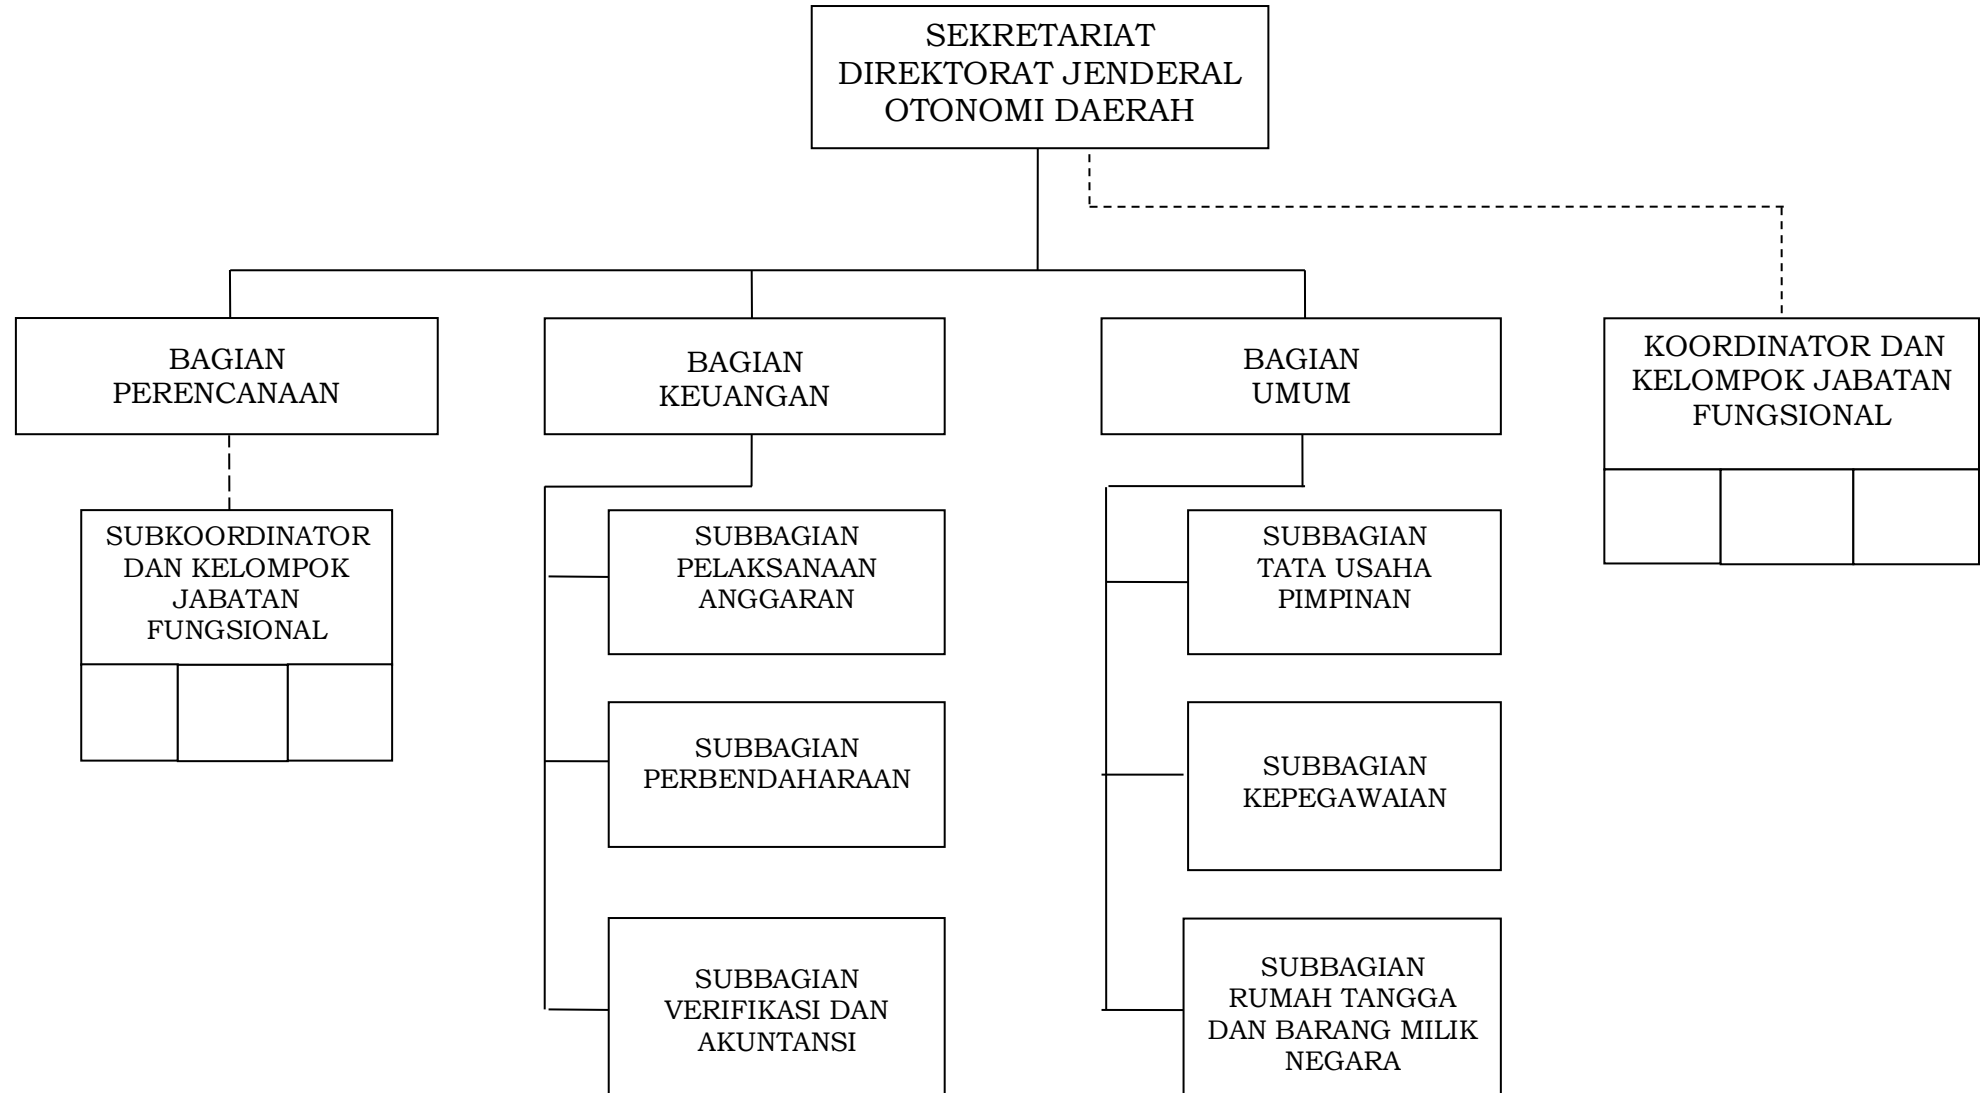 SEKRETARIAT
DIREKTORAT JENDERAL
OTONOMI DAERAH
BAGIAN
PERENCANAAN
BAGIAN
KEUANGAN
BAGIAN
UMUM
KOORDINATOR DAN
KELOMPOK JABATAN
FUNGSIONAL
SUBKOORDINATOR
DAN KELOMPOK
JABATAN
FUNGSIONAL
SUBBAGIAN
PELAKSANAAN
ANGGARAN
SUBBAGIAN
TATA USAHA
PIMPINAN
SUBBAGIAN
PERBENDAHARAAN
SUBBAGIAN
KEPEGAWAIAN
SUBBAGIAN
VERIFIKASI DAN
AKUNTANSI
SUBBAGIAN
RUMAH TANGGA
DAN BARANG MILIK
NEGARA